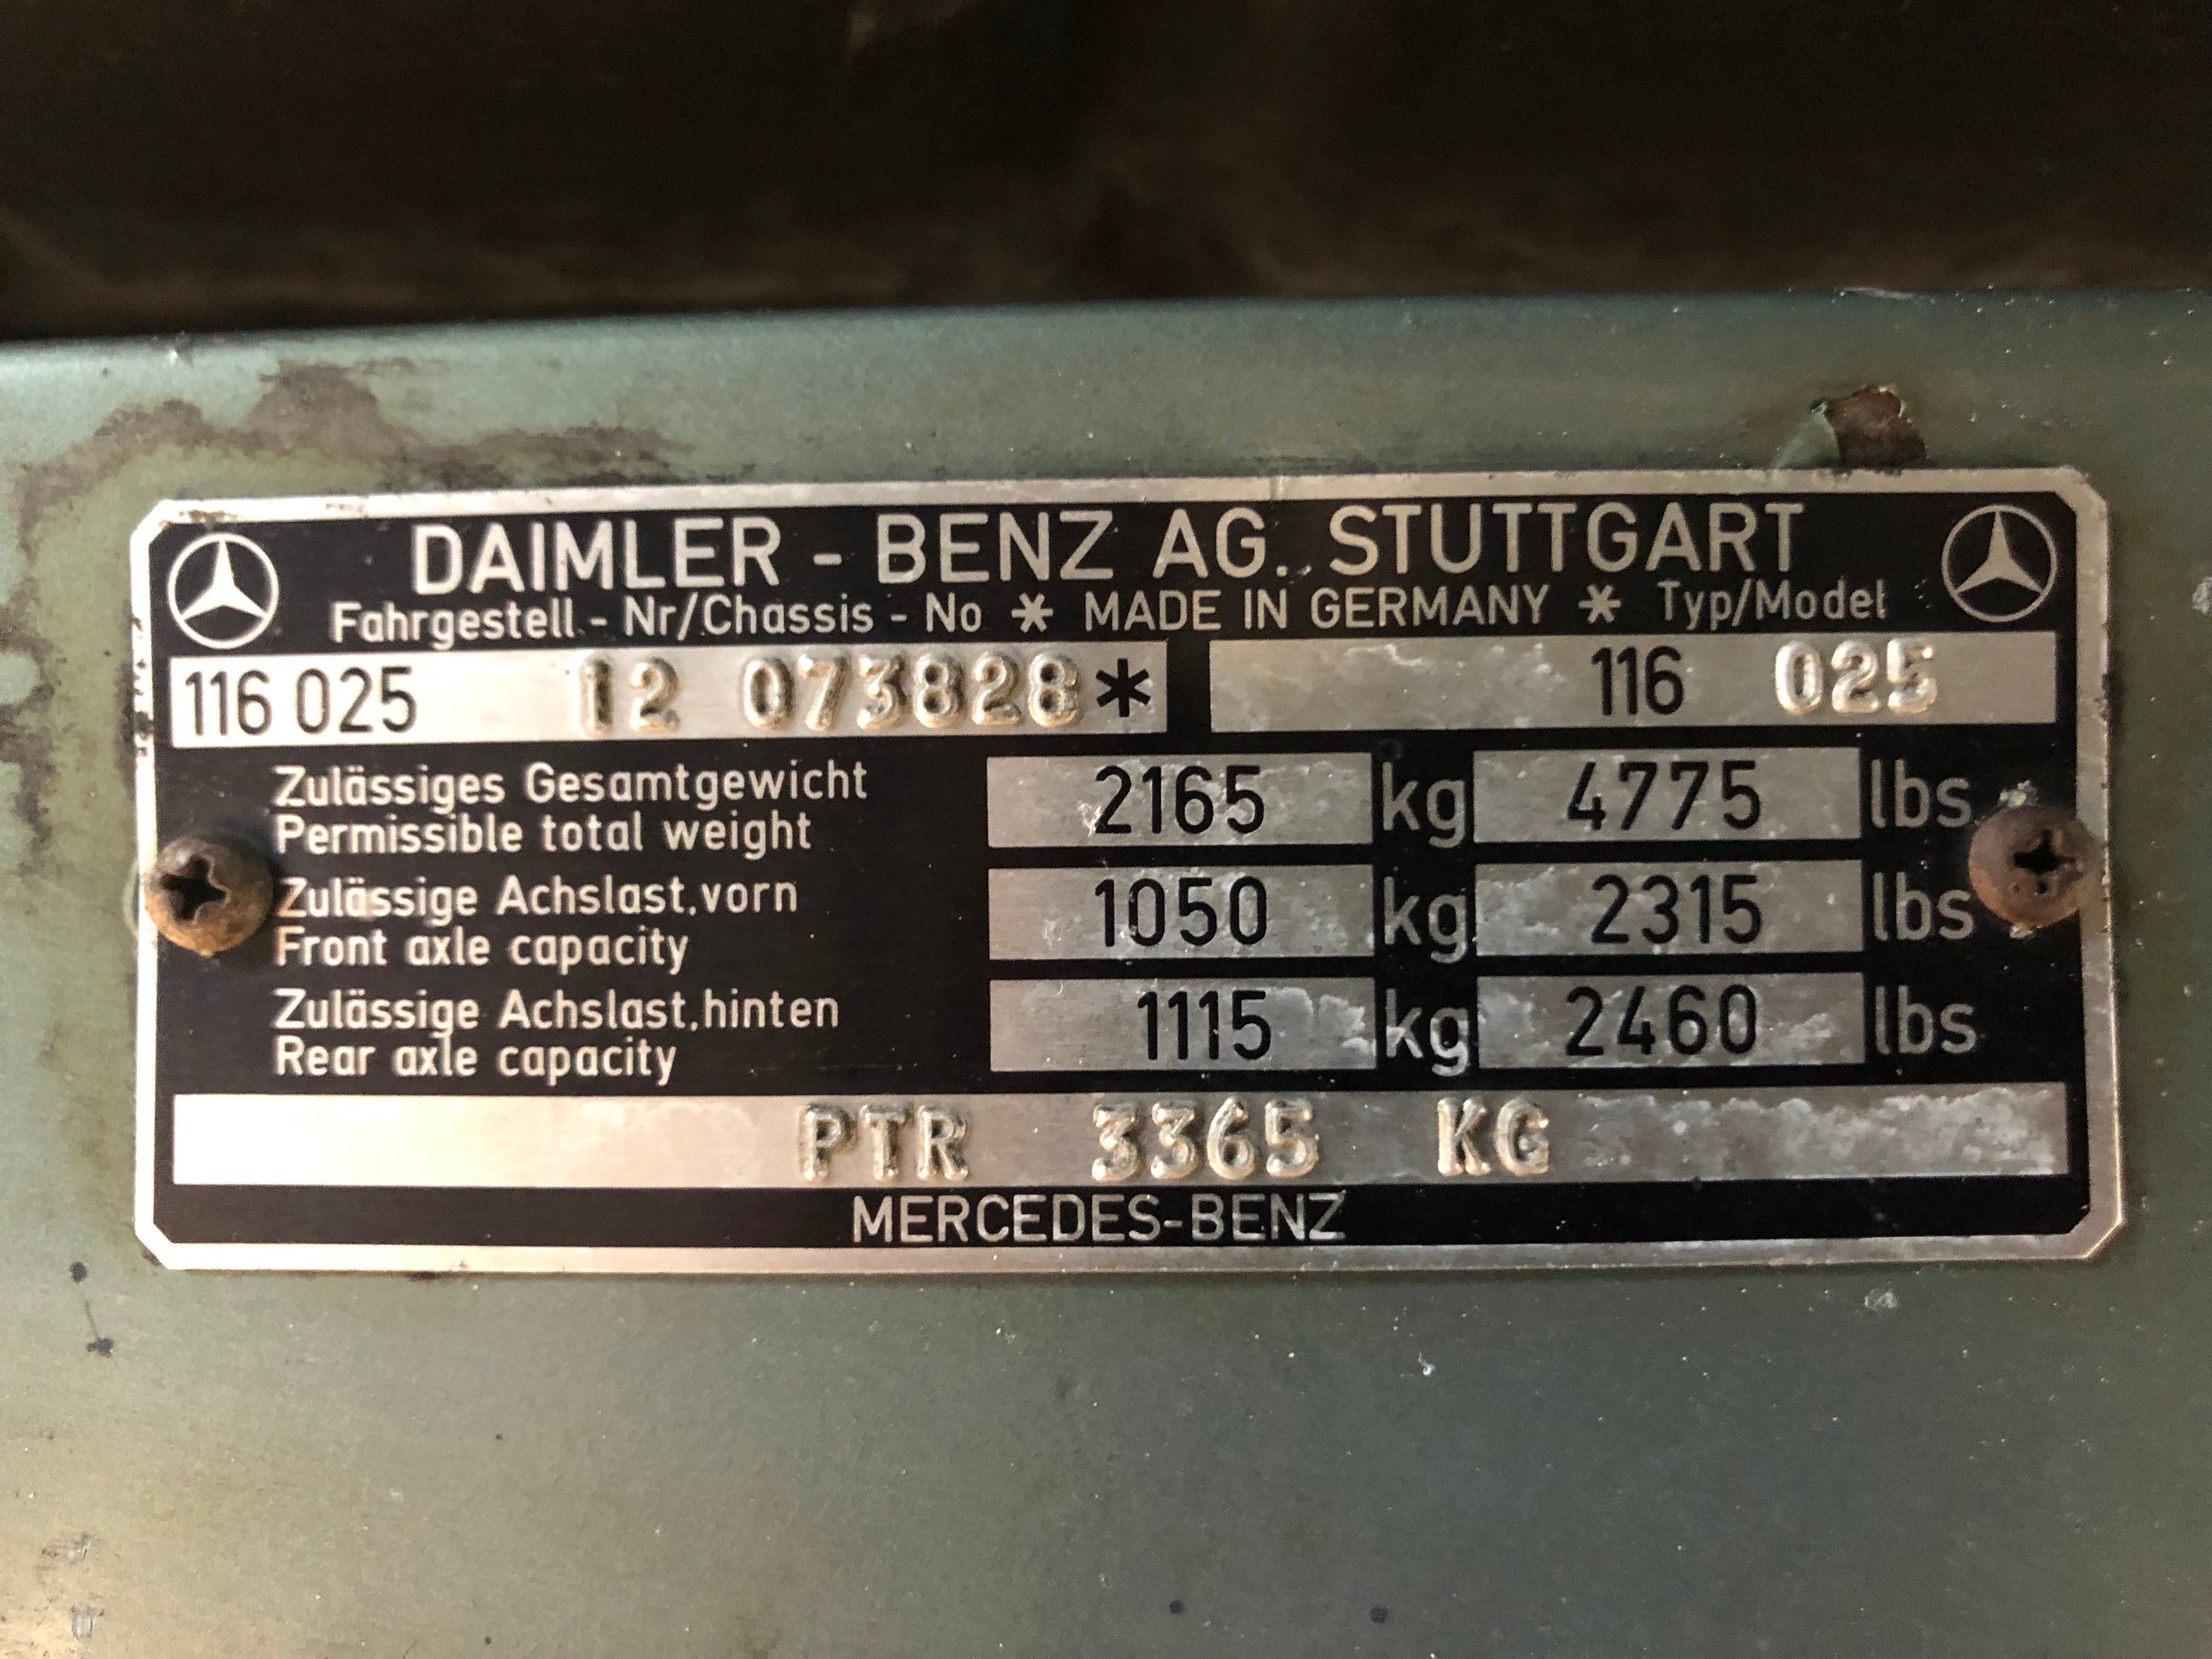 DAIMLER - BENZ AG. STUTTGART
Fahrgestell - Nr/Chassis - No * MADE IN GERMANY * Typ/Model
116 025 12 073828* 116 025
Zulässiges Gesamtgewicht
Permissible total weight
2165 kg 4775 lbs
Zulässige Achslast,vorn
Front axle capacity
1050 kg 2315 lbs
Zulässige Achslast,hinten
Rear axle capacity
1115 kg 2460 lbs
PTR 3365 KG
MERCEDES-BENZ